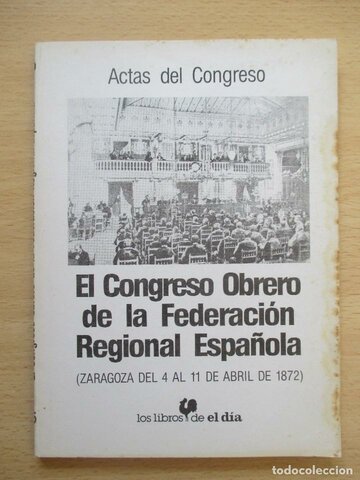 Actas del Congreso
El Congreso Obrero
de la Federación
Regional Española
(ZARAGOZA DEL 4 AL 11 DE ABRIL DE 1872)
los libros de el día
todocoleccion